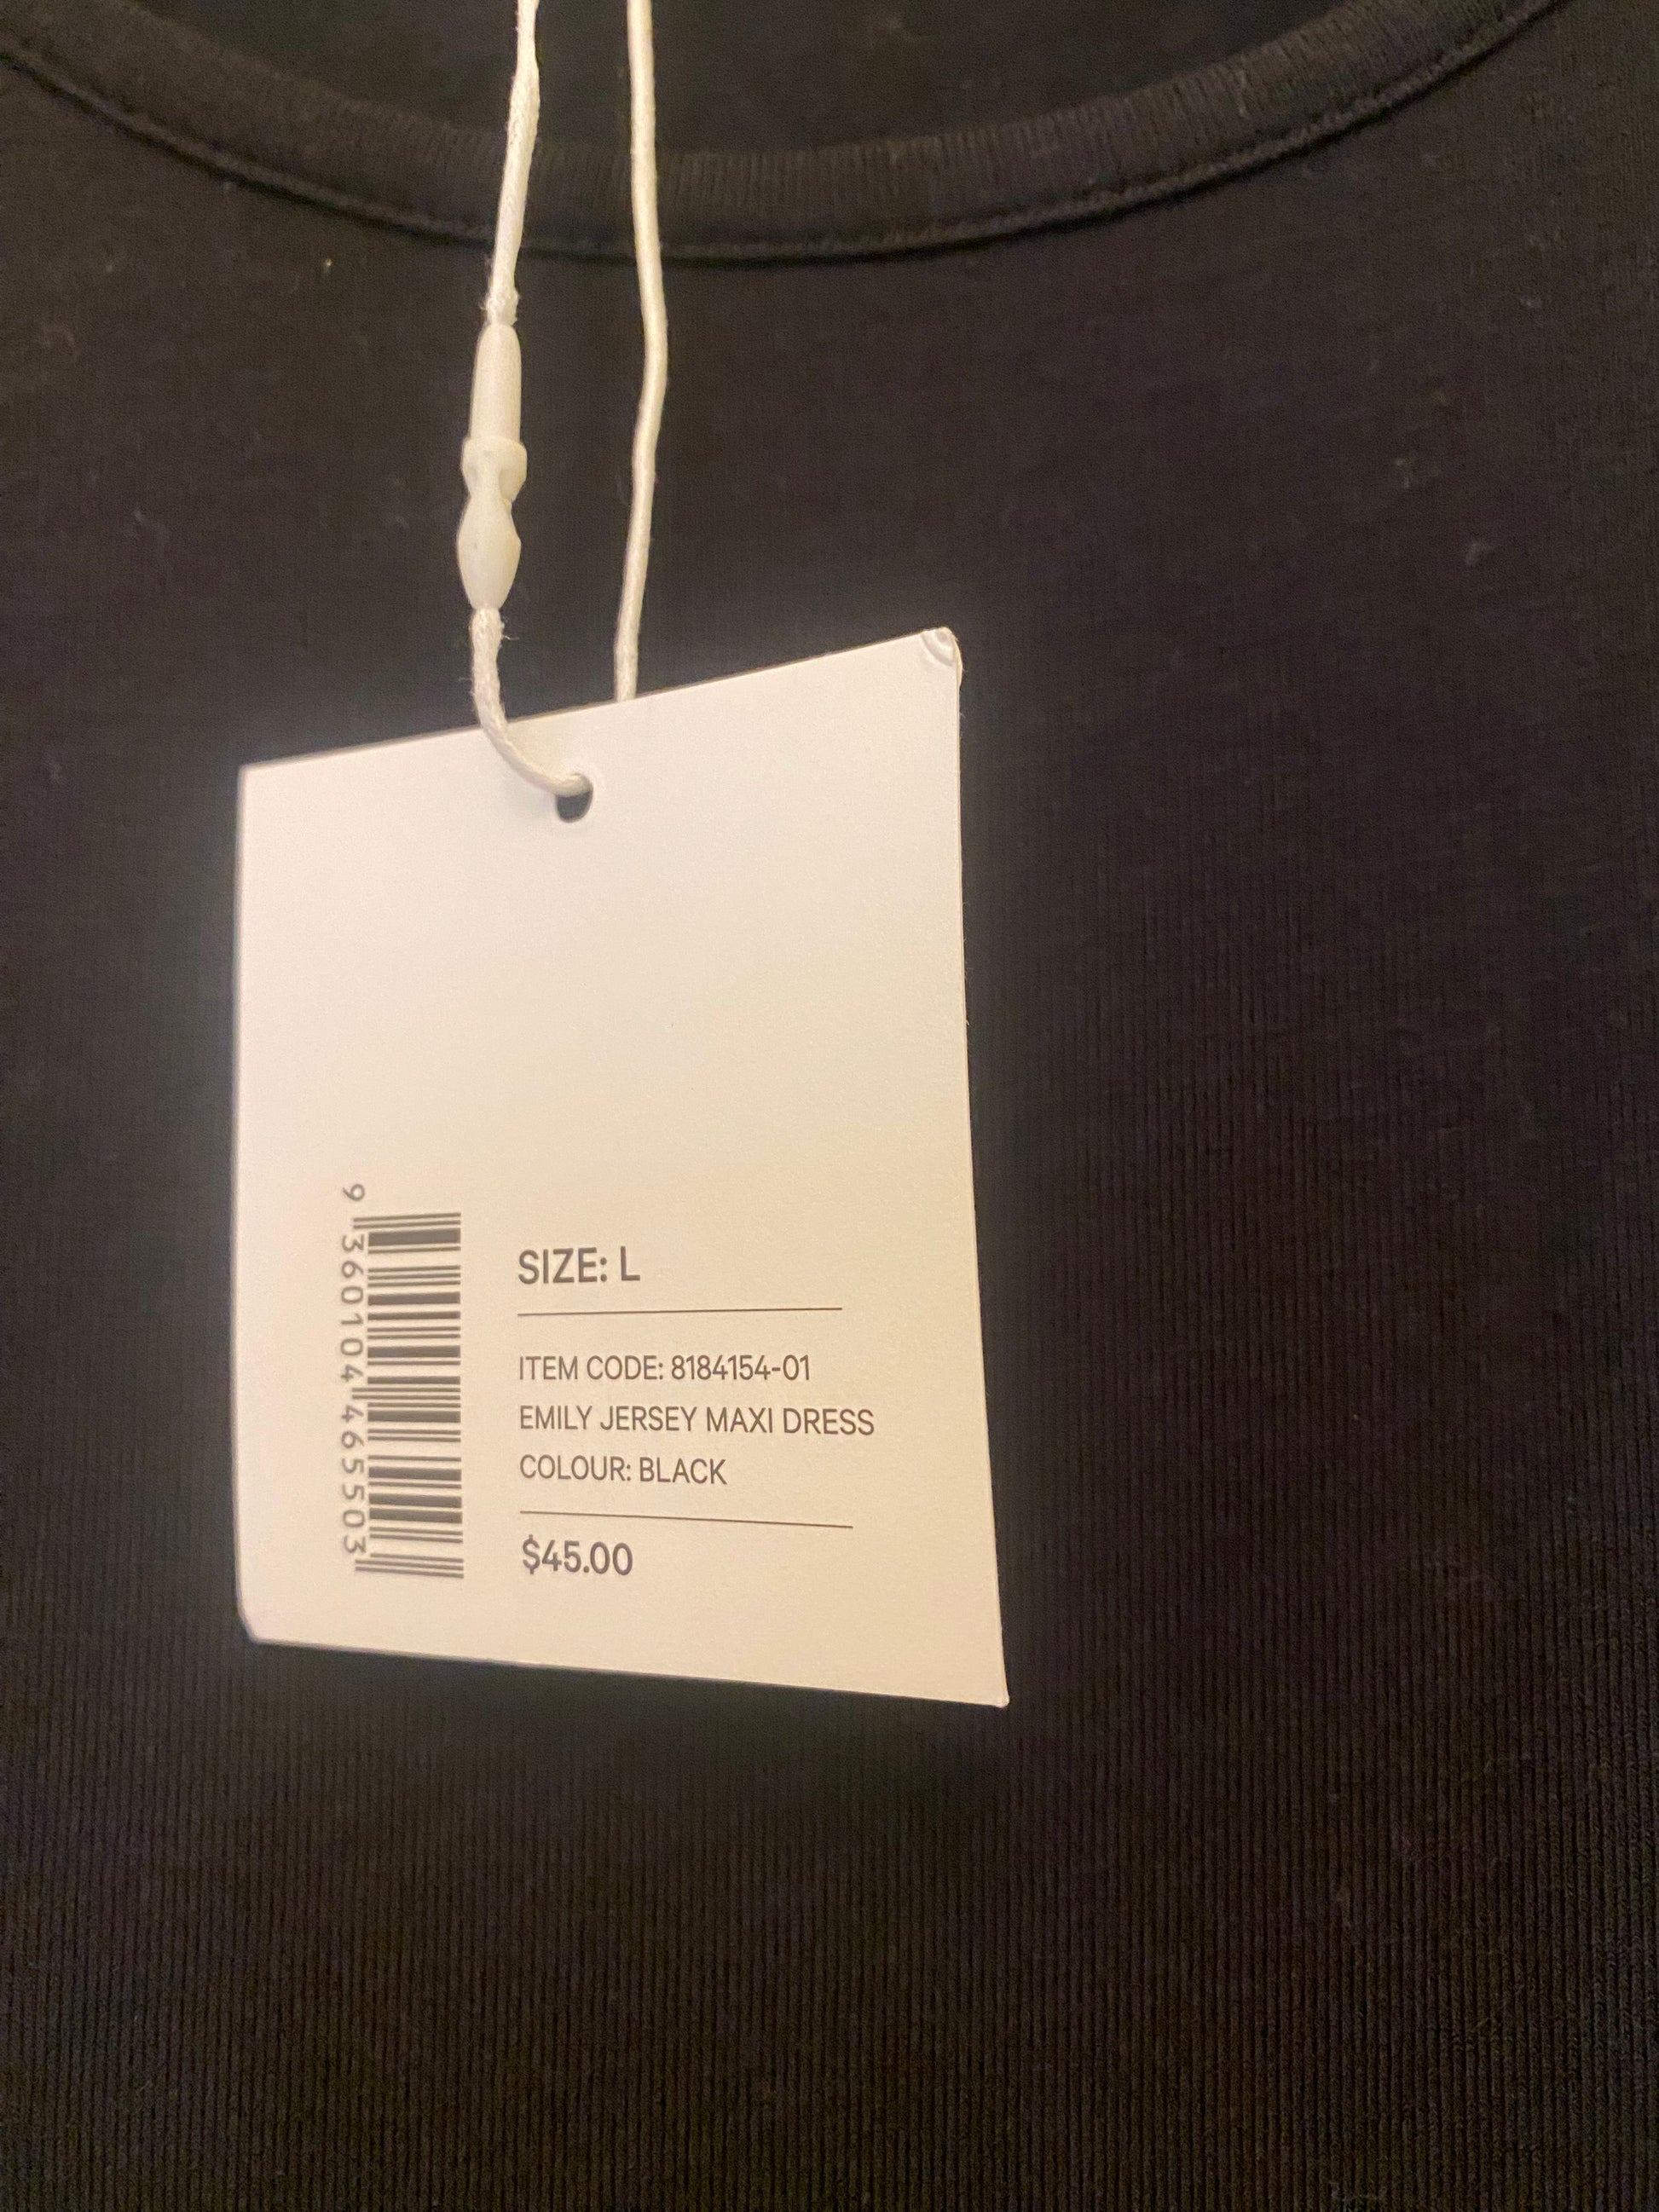 9 360104 465503
SIZE: L
ITEM CODE: 8184154-01
EMILY JERSEY MAXI DRESS
COLOUR: BLACK
$45.00